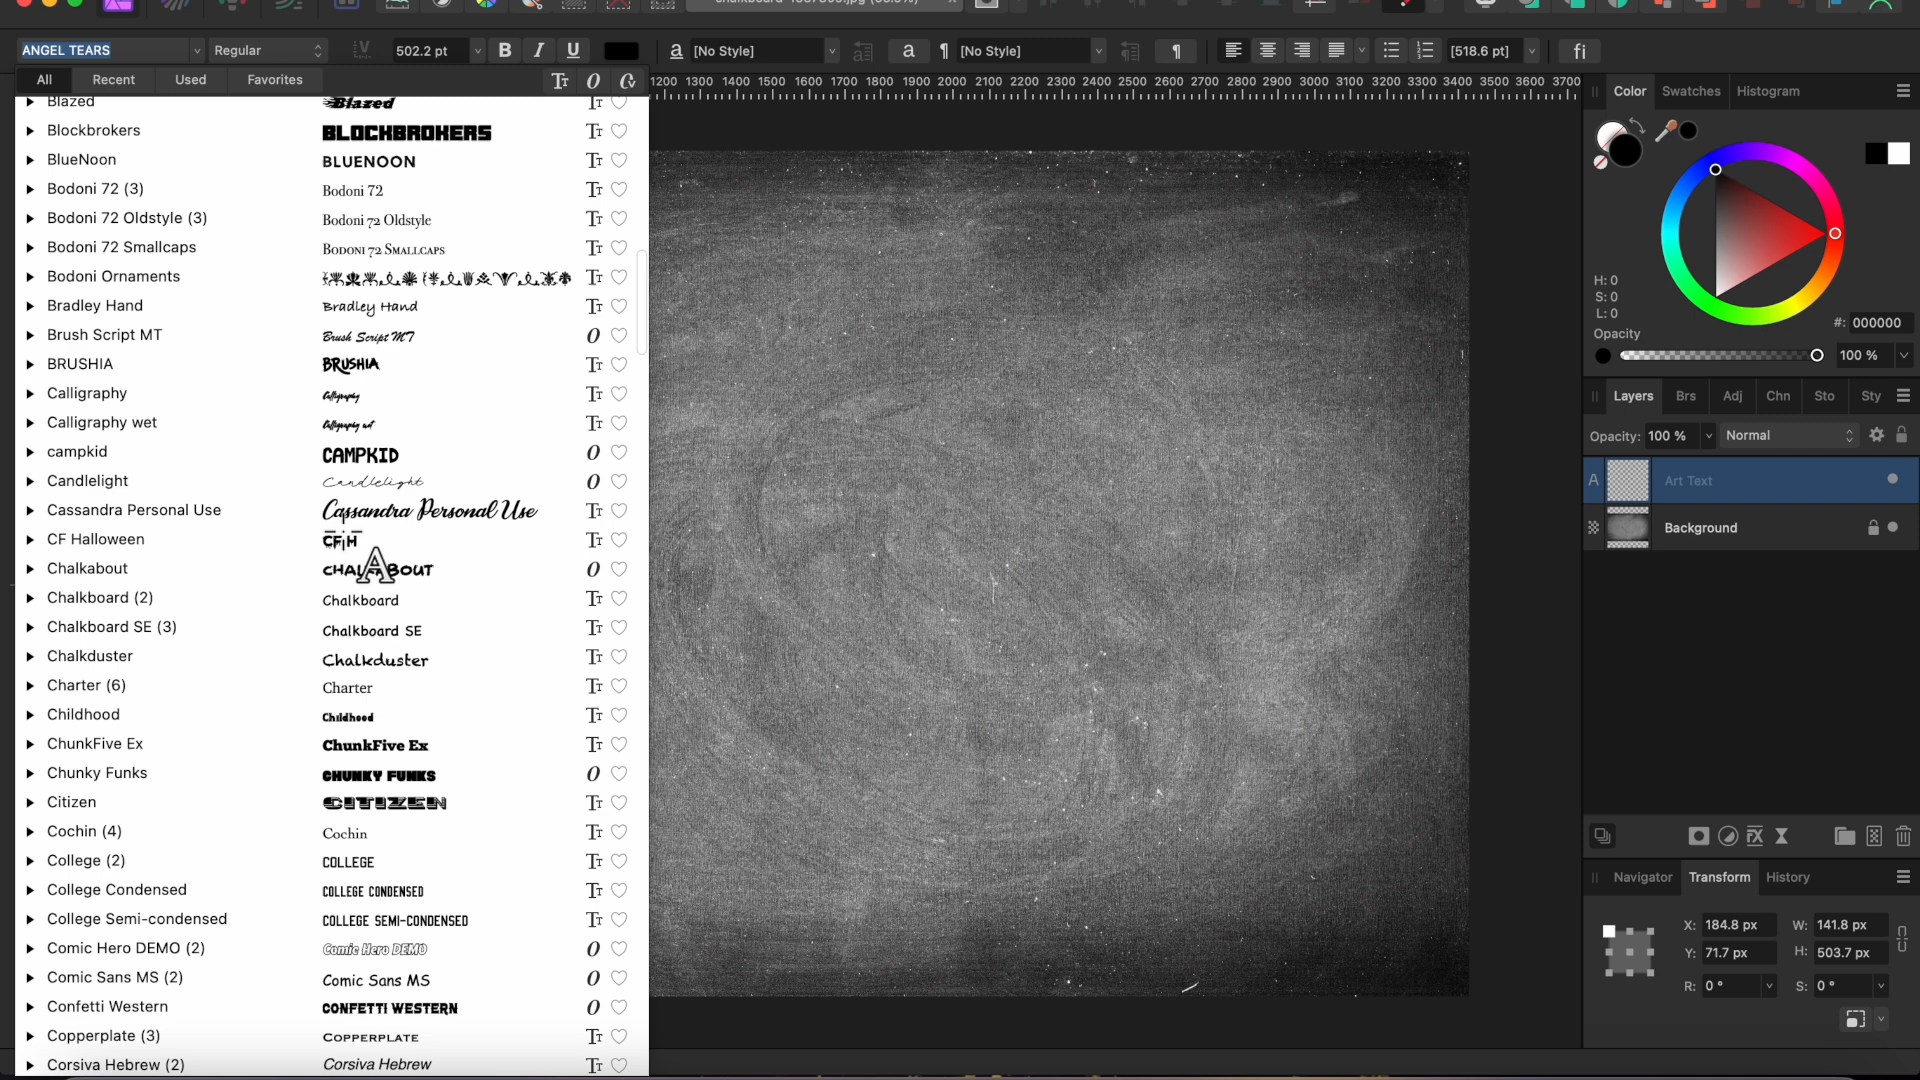 ANGEL TEARS Regular 502.2 pt B I U a [No Style] a ¶ [No Style] ¶ [518.6 pt] fi
All Recent Used Favorites
1200 1300 1400 1500 1600 1700 1800 1900 2000 2100 2200 2300 2400 2500 2600 2700 2800 2900 3000 3100 3200 3300 3400 3500 3600 3700
Blazed Blazed
Blockbrokers BLOCKBROKERS
BlueNoon BLUENOON
Bodoni 72 (3) Bodoni 72
Bodoni 72 Oldstyle (3) Bodoni 72 Oldstyle
Bodoni 72 Smallcaps Bodoni 72 Smallcaps
Bodoni Ornaments
Bradley Hand Bradley Hand
Brush Script MT Brush Script MT
BRUSHIA BRUSHIA
Calligraphy Calligraphy
Calligraphy wet Calligraphy wet
campkid CAMPKID
Candlelight Candlelight
Cassandra Personal Use Cassandra Personal Use
CF Halloween CF H
Chalkabout CHALKABOUT
Chalkboard (2) Chalkboard
Chalkboard SE (3) Chalkboard SE
Chalkduster Chalkduster
Charter (6) Charter
Childhood Childhood
ChunkFive Ex ChunkFive Ex
Chunky Funks CHUNKY FUNKS
Citizen CITIZEN
Cochin (4) Cochin
College (2) COLLEGE
College Condensed COLLEGE CONDENSED
College Semi-condensed COLLEGE SEMI-CONDENSED
Comic Hero DEMO (2) Comic Hero DEMO
Comic Sans MS (2) Comic Sans MS
Confetti Western CONFETTI WESTERN
Copperplate (3) Copperplate
Corsiva Hebrew (2) Corsiva Hebrew
Color Swatches Histogram
H: 0
S: 0
L: 0
#: 000000
Opacity
100 %
Layers Brs Adj Chn Sto Sty
Opacity: 100 % Normal
A Art Text
Background
Navigator Transform History
X: 184.8 px W: 141.8 px
Y: 71.7 px H: 503.7 px
R: 0 ° S: 0 °